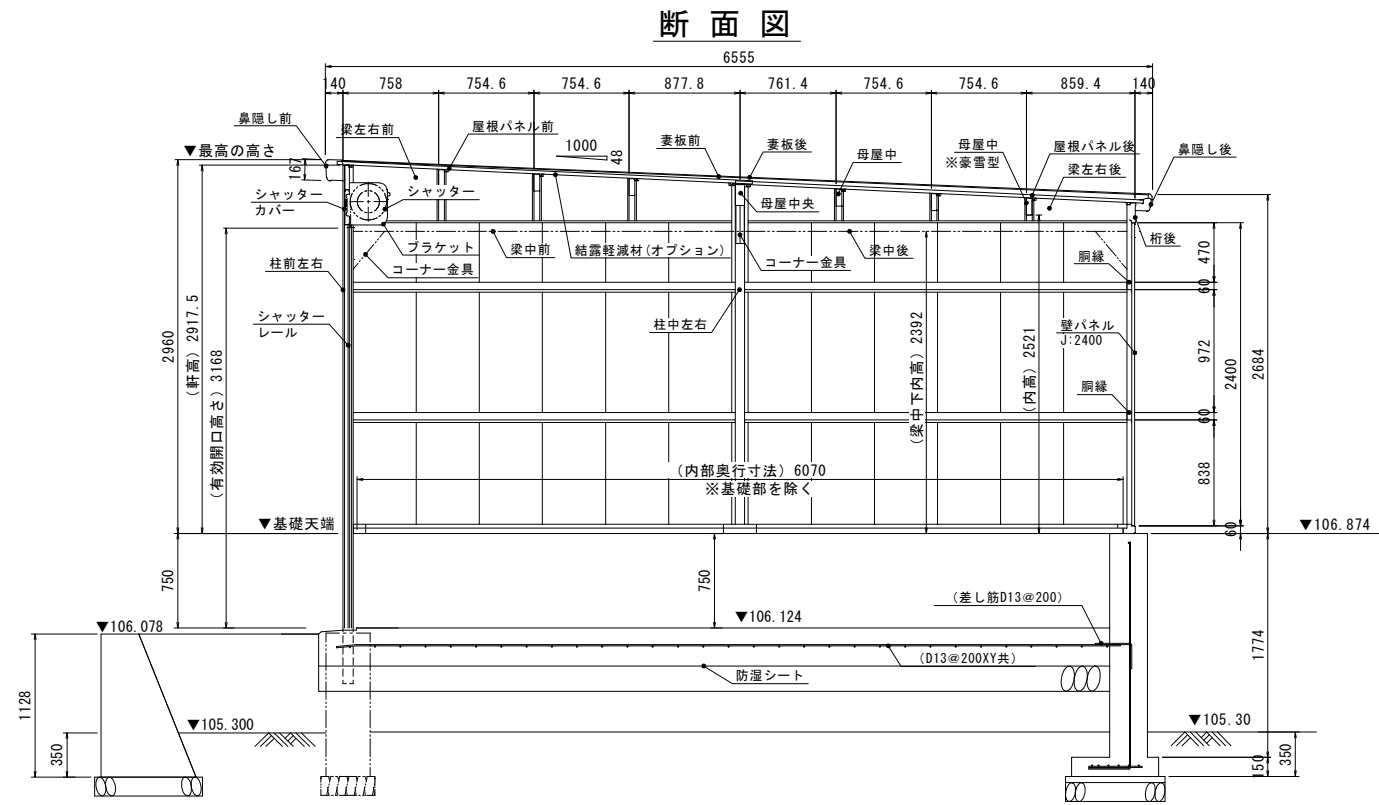 断面図
6555
140
758
754.6
754.6
877.8
761.4
754.6
754.6
859.4
140
鼻隠し前
梁左右前
屋根パネル前
1000
48
妻板前
妻板後
母屋中
母屋中
※豪雪型
屋根パネル後
梁左右後
鼻隠し後
▼最高の高さ
167
シャッター
カバー
シャッター
母屋中央
ブラケット
梁中前
結露軽減材(オプション)
コーナー金具
梁中後
桁後
コーナー金具
柱前左右
胴縁
シャッター
レール
柱中左右
壁パネル
J:2400
胴縁
2960
(軒高) 2917.5
(有効開口高さ) 3168
(梁中下内高) 2392
(内高) 2521
470
60
972
60
838
60
2400
2684
(内部奥行寸法) 6070
※基礎部を除く
▼基礎天端
▼106.874
750
750
(差し筋D13@200)
▼106.124
▼106.078
(D13@200XY共)
防湿シート
1774
1128
▼105.300
▼105.30
350
150
350